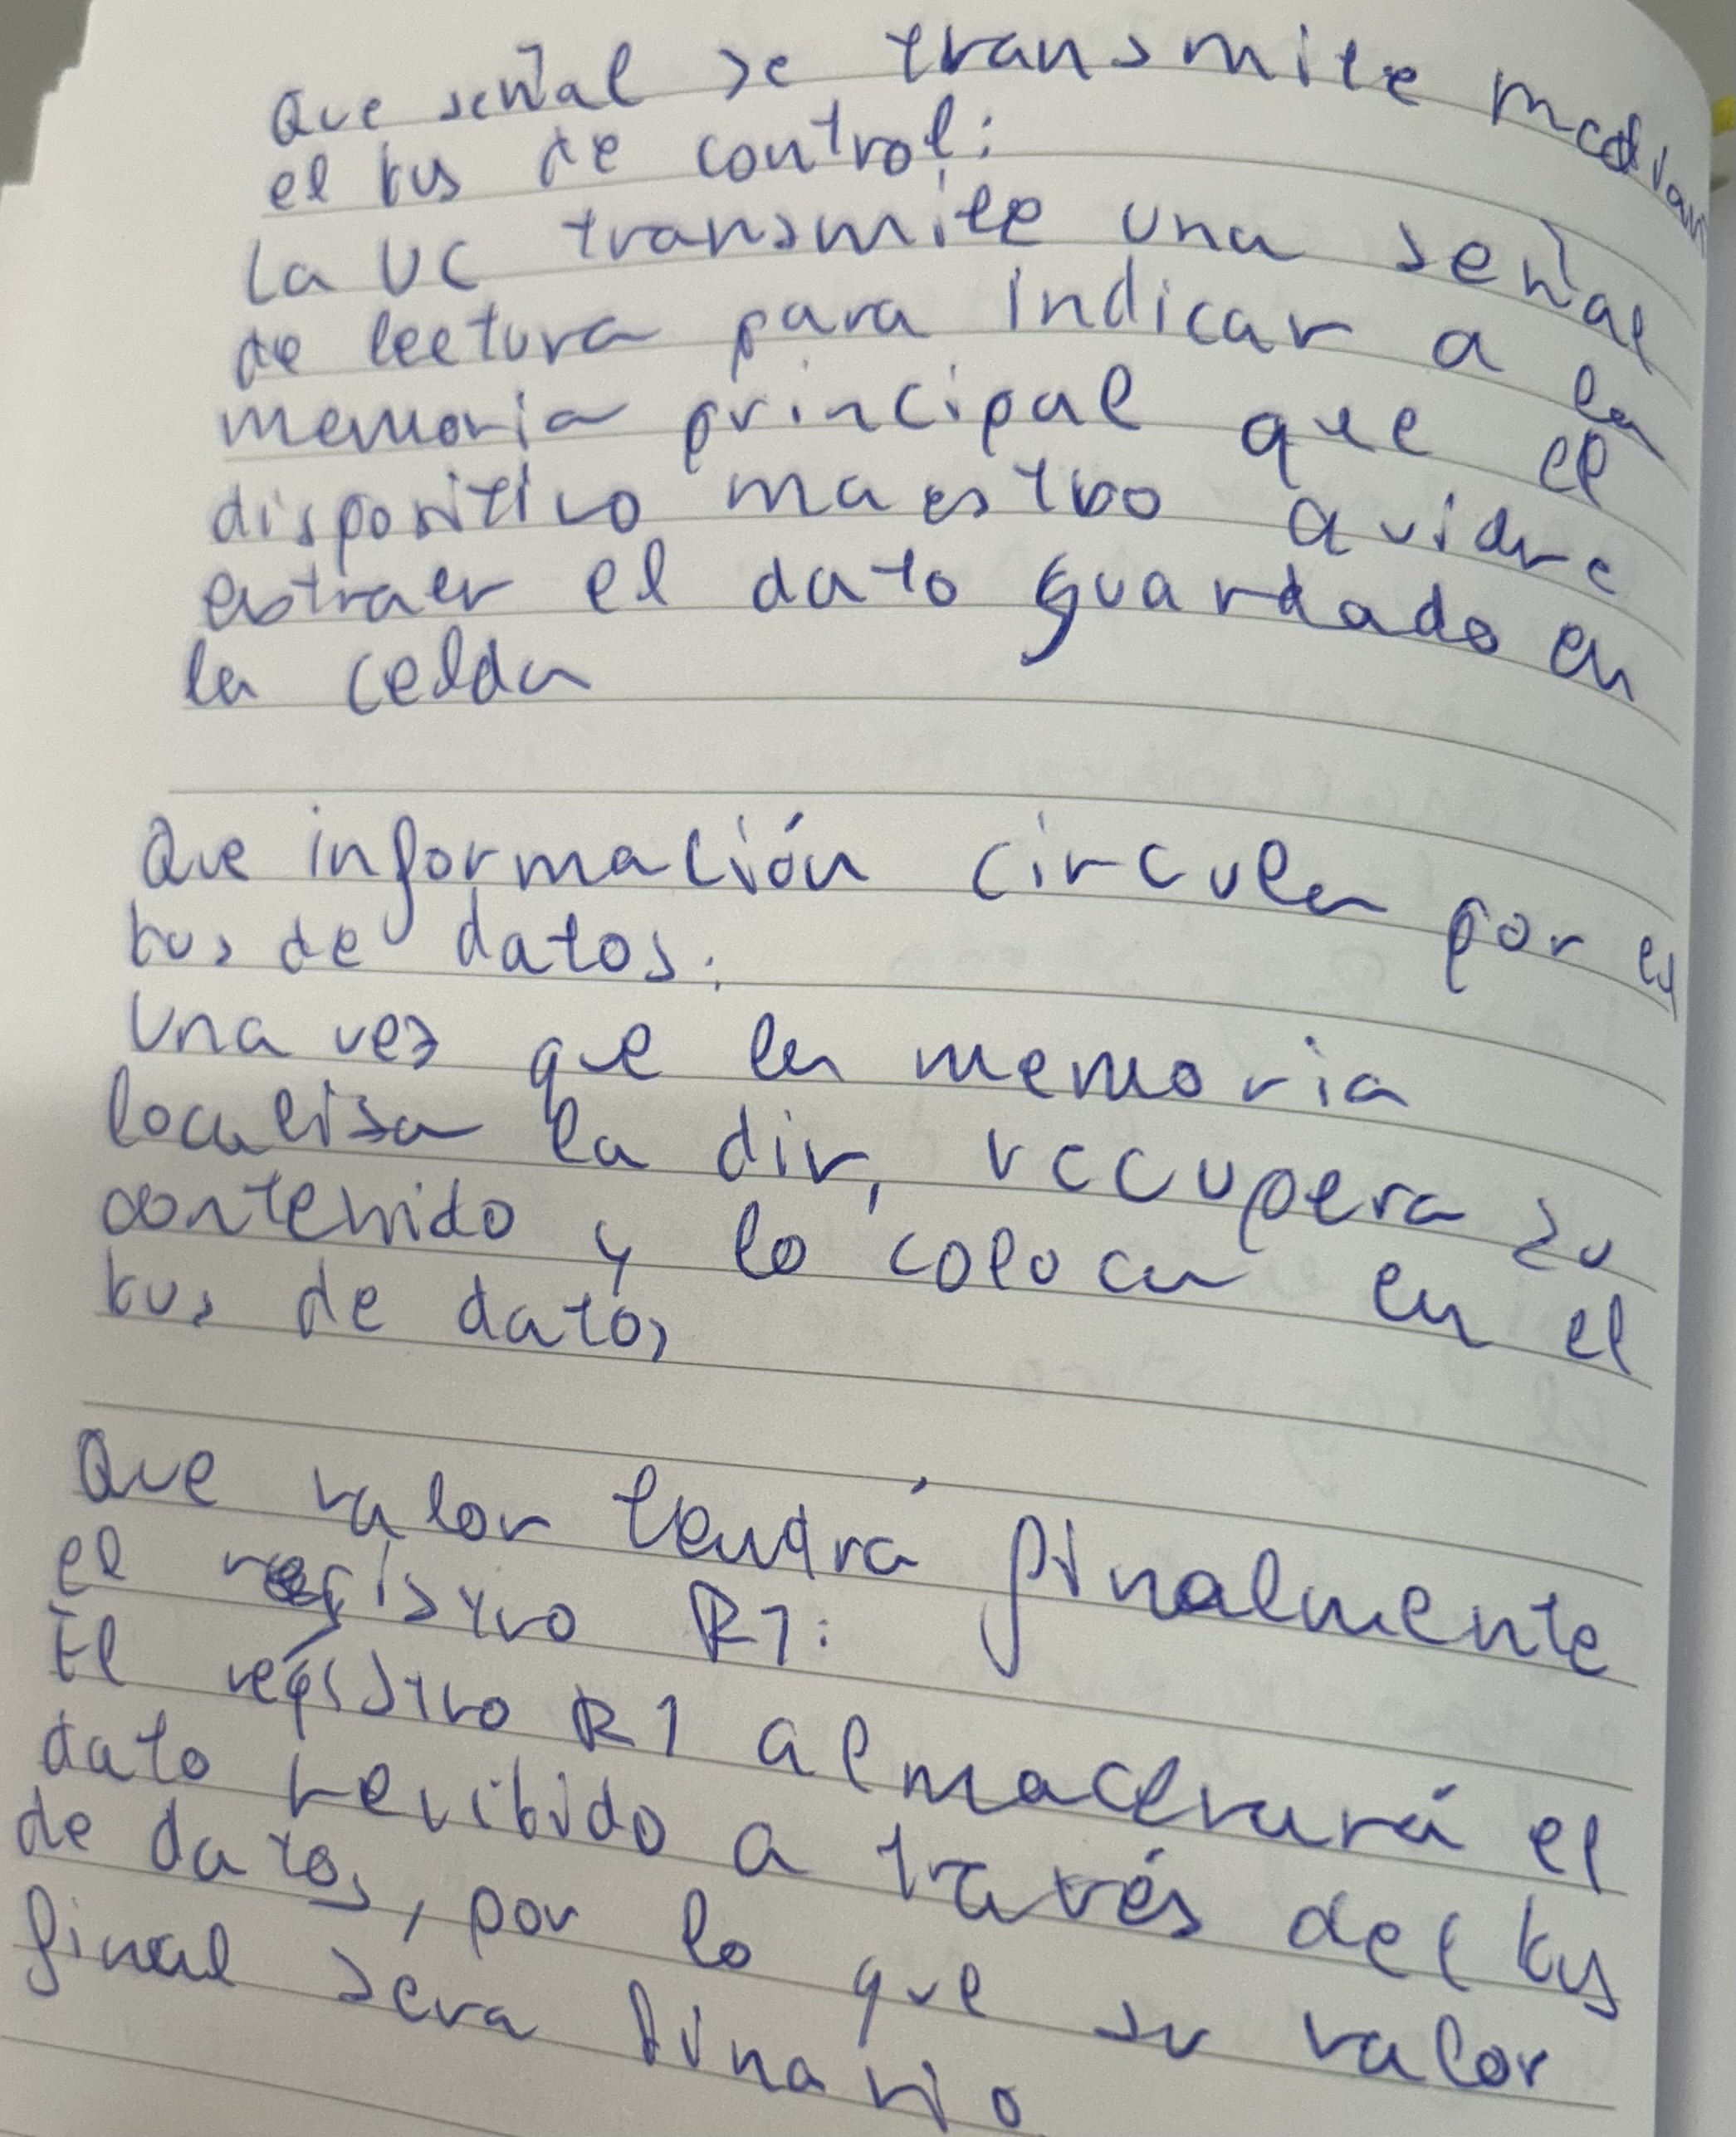 Que señal se transmite median
el bus de control:
La UC transmite una señal
de lectura para indicar a la
memoria principal que el
dispositivo maestro quiere
extraer el dato guardado en
la celda
Que información circula por el
bus de datos:
Una vez que la memoria
localisa la dir, recupera su
contenido y lo coloca en el
bus de datos
Que valor tendrá finalmente
el registro R1:
El registro R1 almacenará el
dato recibido a través del bus
de datos, por lo que su valor
final sera binario